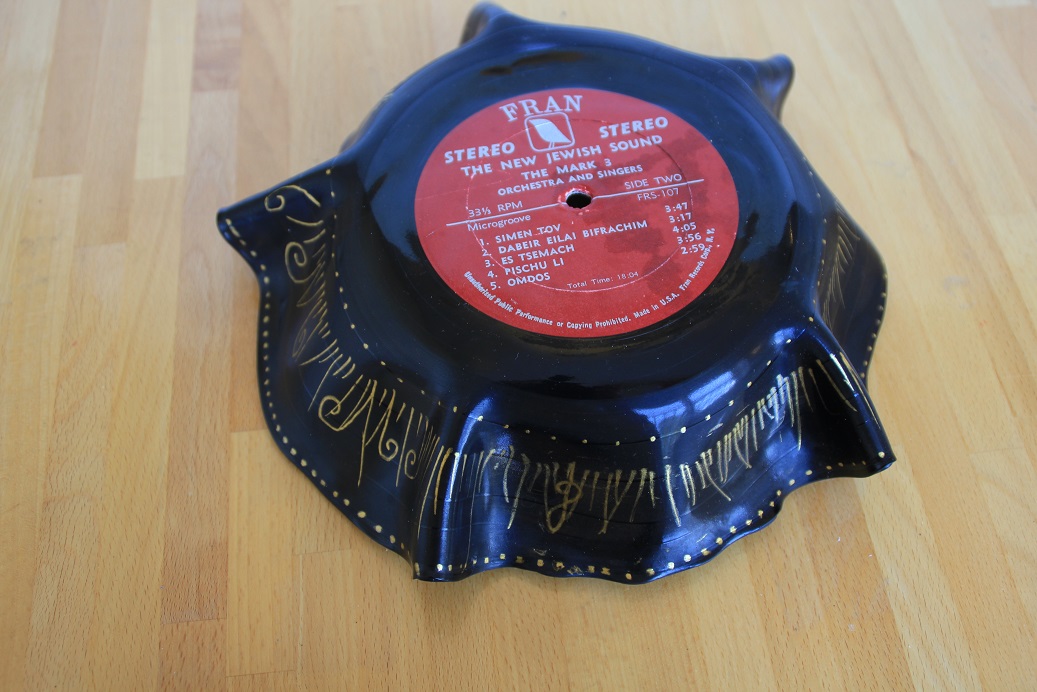 FRAN
STEREO STEREO
THE NEW JEWISH SOUND
THE MARK 3
ORCHESTRA AND SINGERS
33⅓ RPM SIDE TWO
Microgroove FRS-107
1. SIMEN TOV 3:47
2. DABEIR EILAI BIFRACHIM 3:17
3. ES TSEMACH 4:05
4. PISCHU LI 3:56
5. OMDOS 2:59
Total Time: 18:04
Unauthorized Public Performance or Copying Prohibited. Made in U.S.A. Fran Record Corp., N. Y.